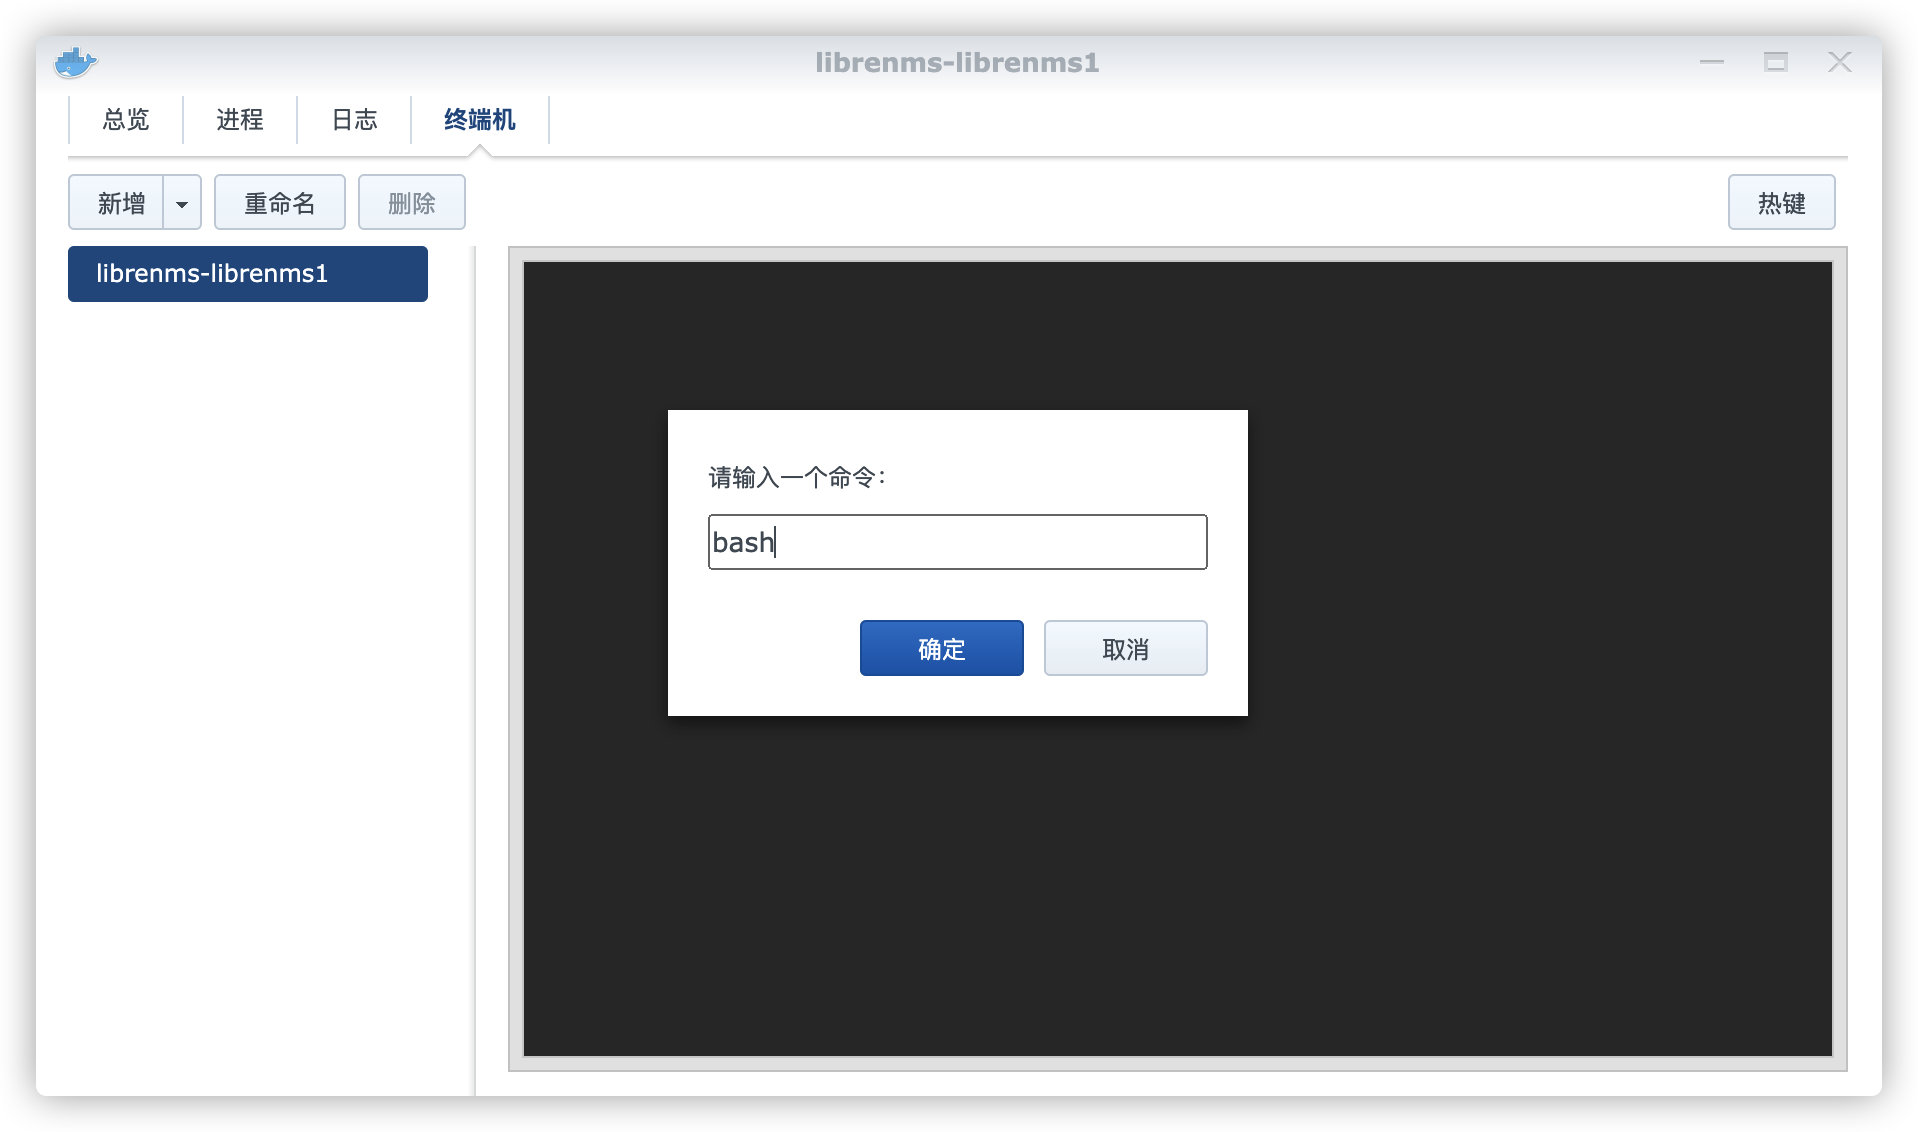 librenms-librenms1
总览 进程 日志 终端机
新增 重命名 删除 热键
librenms-librenms1
请输入一个命令：
bash
确定 取消